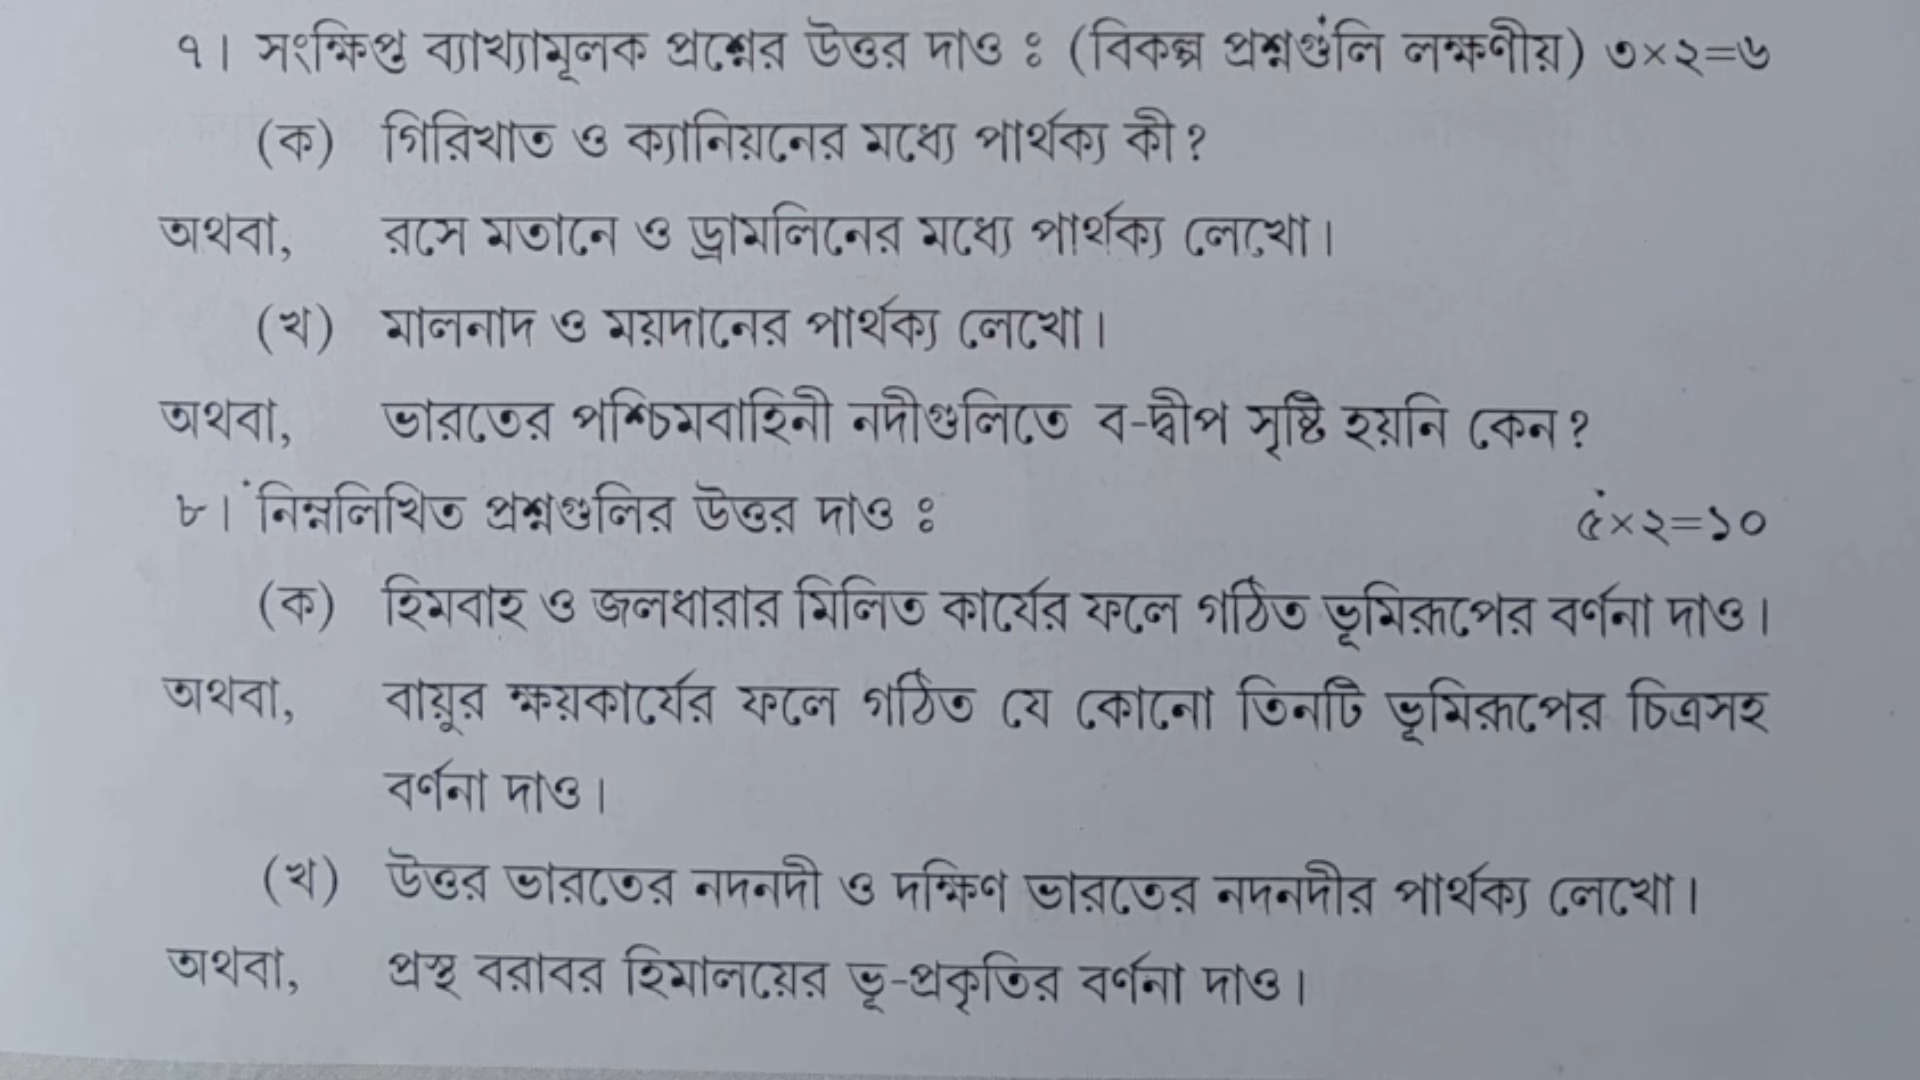 ৭। সংক্ষিপ্ত ব্যাখ্যামূলক প্রশ্নের উত্তর দাও ঃ (বিকল্প প্রশ্নগুলি লক্ষণীয়) ৩×২=৬
(ক) গিরিখাত ও ক্যানিয়নের মধ্যে পার্থক্য কী?
অথবা, রসে মতানে ও ড্রামলিনের মধ্যে পার্থক্য লেখো।
(খ) মালনাদ ও ময়দানের পার্থক্য লেখো।
অথবা, ভারতের পশ্চিমবাহিনী নদীগুলিতে ব-দ্বীপ সৃষ্টি হয়নি কেন?
৮। নিম্নলিখিত প্রশ্নগুলির উত্তর দাও ঃ ৫×২=১০
(ক) হিমবাহ ও জলধারার মিলিত কার্যের ফলে গঠিত ভূমিরূপের বর্ণনা দাও।
অথবা, বায়ুর ক্ষয়কার্যের ফলে গঠিত যে কোনো তিনটি ভূমিরূপের চিত্রসহ
বর্ণনা দাও।
(খ) উত্তর ভারতের নদনদী ও দক্ষিণ ভারতের নদনদীর পার্থক্য লেখো।
অথবা, প্রস্থ বরাবর হিমালয়ের ভূ-প্রকৃতির বর্ণনা দাও।